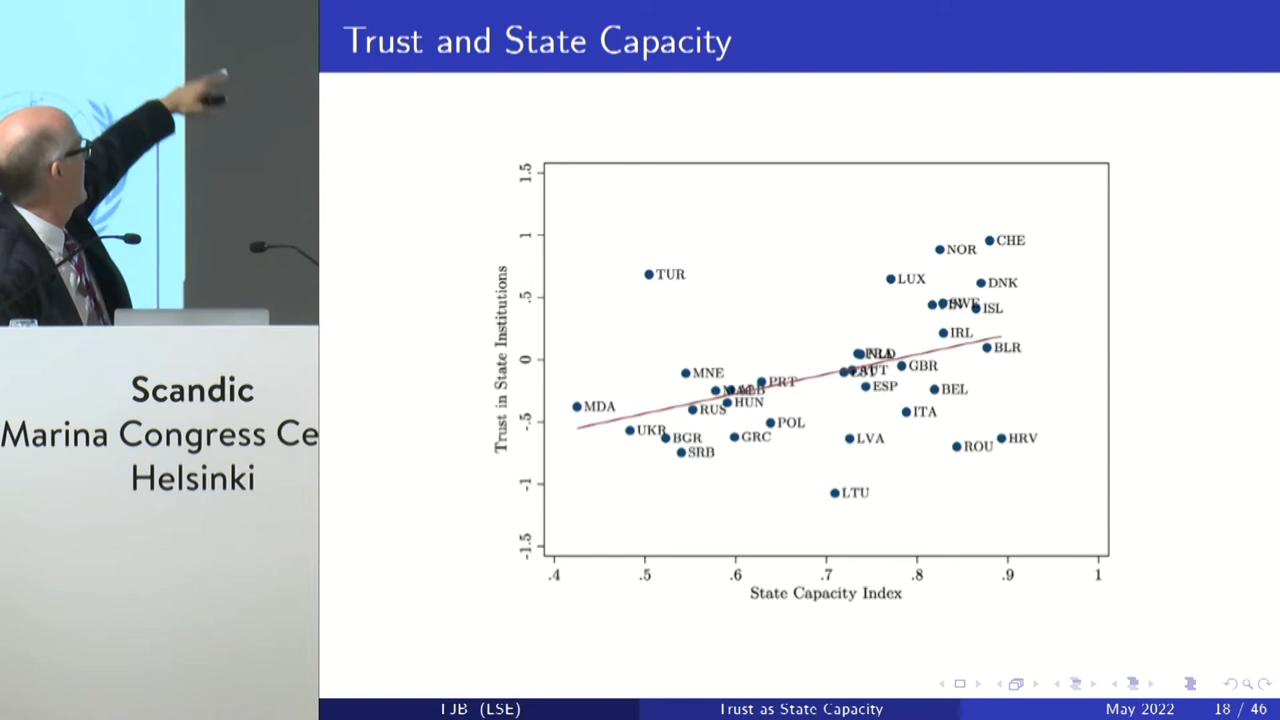 Trust and State Capacity
Scandic
Marina Congress Ce
Helsinki
Trust in State Institutions
1.5
1
.5
0
-.5
-1
-1.5
CHE
NOR
TUR
LUX
DNK
SWE
ISL
IRL
BLR
GBR
AUT
MNE
PRT
ESP
BEL
HUN
MDA
RUS
ITA
POL
UKR
BGR
GRC
LVA
HRV
ROU
SRB
LTU
.4 .5 .6 .7 .8 .9 1
State Capacity Index
TJB (LSE) Trust as State Capacity May 2022 18 / 46